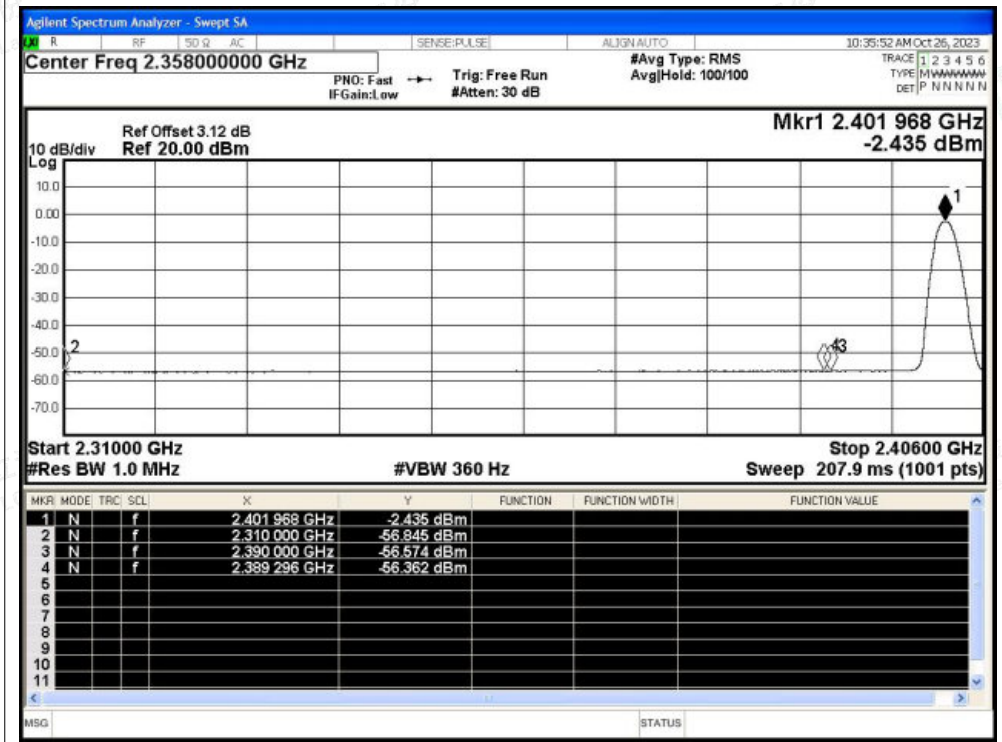 Agilent Spectrum Analyzer - Swept SA
LXI R RF 50 Ω AC SENSE:PULSE ALIGN AUTO 10:35:52 AM Oct 26, 2023
Center Freq 2.358000000 GHz
PNO: Fast
IFGain:Low
Trig: Free Run
#Atten: 30 dB
#Avg Type: RMS
Avg|Hold: 100/100
TRACE 1 2 3 4 5 6
TYPE M W W W W W
DET P N N N N N
Mkr1 2.401 968 GHz
-2.435 dBm
Ref Offset 3.12 dB
10 dB/div Ref 20.00 dBm
Log
10.0
0.00
-10.0
-20.0
-30.0
-40.0
-50.0
-60.0
-70.0
1
2
43
Start 2.31000 GHz Stop 2.40600 GHz
#Res BW 1.0 MHz #VBW 360 Hz Sweep 207.9 ms (1001 pts)
MKR MODE TRC SCL X Y FUNCTION FUNCTION WIDTH FUNCTION VALUE
1 N f 2.401 968 GHz -2.435 dBm
2 N f 2.310 000 GHz -56.845 dBm
3 N f 2.390 000 GHz -56.574 dBm
4 N f 2.389 296 GHz -56.362 dBm
5
6
7
8
9
10
11
MSG STATUS